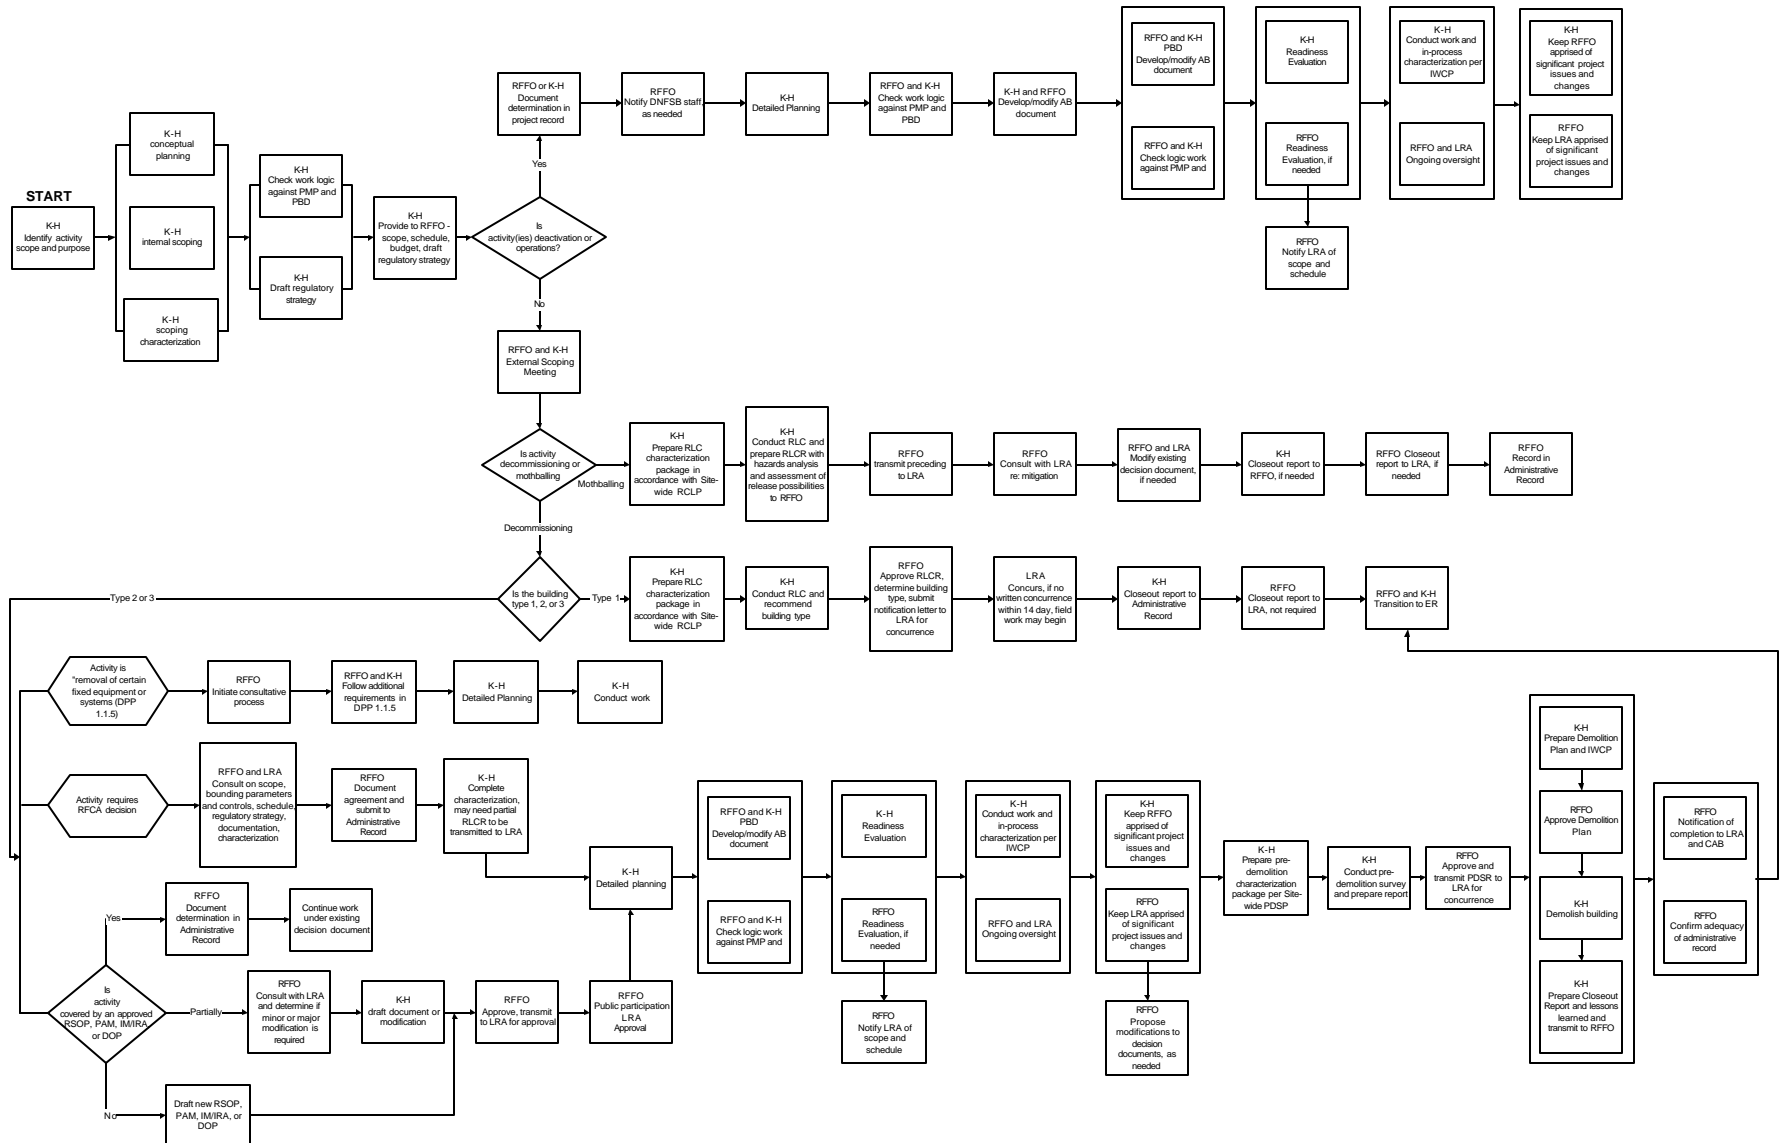 START
K-H
Identify activity
scope and purpose
K-H
conceptual
planning
K-H
internal scoping
K-H
scoping
characterization
K-H
Check work logic
against PMP and
PBD
K-H
Draft regulatory
strategy
K-H
Provide to RFFO -
scope, schedule,
budget, draft
regulatory strategy
Is
activity(ies) deactivation or
operations?
Yes
RFFO or K-H
Document
determination in
project record
RFFO
Notify DNFSB staff,
as needed
K-H
Detailed Planning
RFFO and K-H
Check work logic
against PMP and
PBD
K-H and RFFO
Develop/modify AB
document
RFFO and K-H
PBD
Develop/modify AB
document
RFFO and K-H
Check logic work
against PMP and
K-H
Readiness
Evaluation
RFFO
Readiness
Evaluation, if
needed
RFFO
Notify LRA of
scope and
schedule
K-H
Conduct work and
in-process
characterization per
IWCP
RFFO and LRA
Ongoing oversight
K-H
Keep RFFO
apprised of
significant project
issues and
changes
RFFO
Keep LRA apprised
of significant
project issues and
changes
No
RFFO and K-H
External Scoping
Meeting
Is activity
decommissioning or
mothballing
Mothballing
K-H
Prepare RLC
characterization
package in
accordance with Site-
wide RCLP
K-H
Conduct RLC and
prepare RLCR with
hazards analysis
and assessment of
release possibilities
to RFFO
RFFO
transmit preceding
to LRA
RFFO
Consult with LRA
re: mitigation
RFFO and LRA
Modify existing
decision document,
if needed
K-H
Closeout report to
RFFO, if needed
RFFO Closeout
report to LRA, if
needed
RFFO
Record in
Administrative
Record
Decommissioning
Is the building
type 1, 2, or 3
Type 2 or 3
Type 1
K-H
Prepare RLC
characterization
package in
accordance with Site-
wide RCLP
K-H
Conduct RLC and
recommend
building type
RFFO
Approve RLCR,
determine building
type, submit
notification letter to
LRA for
concurrence
LRA
Concurs, if no
written concurrence
within 14 day, field
work may begin
K-H
Closeout report to
Administrative
Record
RFFO
Closeout report to
LRA, not required
RFFO and K-H
Transition to ER
Activity is
"removal of certain
fixed equipment or
systems (DPP
1.1.5)
RFFO
Initiate consultative
process
RFFO and K-H
Follow additional
requirements in
DPP 1.1.5
K-H
Detailed Planning
K-H
Conduct work
Activity requires
RFCA decision
RFFO and LRA
Consult on scope,
bounding parameters
and controls, schedule,
regulatory strategy,
documentation,
characterization
RFFO
Document
agreement and
submit to
Administrative
Record
K-H
Complete
characterization,
may need partial
RLCR to be
transmitted to LRA
Is
activity
covered by an approved
RSOP, PAM, IM/IRA,
or DOP
Yes
RFFO
Document
determination in
Administrative
Record
Continue work
under existing
decision document
Partially
RFFO
Consult with LRA
and determine if
minor or major
modification is
required
K-H
draft document or
modification
RFFO
Approve, transmit
to LRA for approval
RFFO
Public participation
LRA
Approval
No
Draft new RSOP,
PAM, IM/IRA, or
DOP
K-H
Detailed planning
RFFO and K-H
PBD
Develop/modify AB
document
RFFO and K-H
Check logic work
against PMP and
K-H
Readiness
Evaluation
RFFO
Readiness
Evaluation, if
needed
RFFO
Notify LRA of
scope and
schedule
K-H
Conduct work and
in-process
characterization per
IWCP
RFFO and LRA
Ongoing oversight
K-H
Keep RFFO
apprised of
significant project
issues and
changes
RFFO
Keep LRA apprised
of significant
project issues and
changes
RFFO
Propose
modifications to
decision
documents, as
needed
K-H
Prepare pre-
demolition
characterization
package per Site-
wide PDSP
K-H
Conduct pre-
demolition survey
and prepare report
RFFO
Approve and
transmit PDSR to
LRA for
concurrence
K-H
Prepare Demolition
Plan and IWCP
RFFO
Approve Demolition
Plan
K-H
Demolish building
K-H
Prepare Closeout
Report and lessons
learned and
transmit to RFFO
RFFO
Notification of
completion to LRA
and CAB
RFFO
Confirm adequacy
of administrative
record